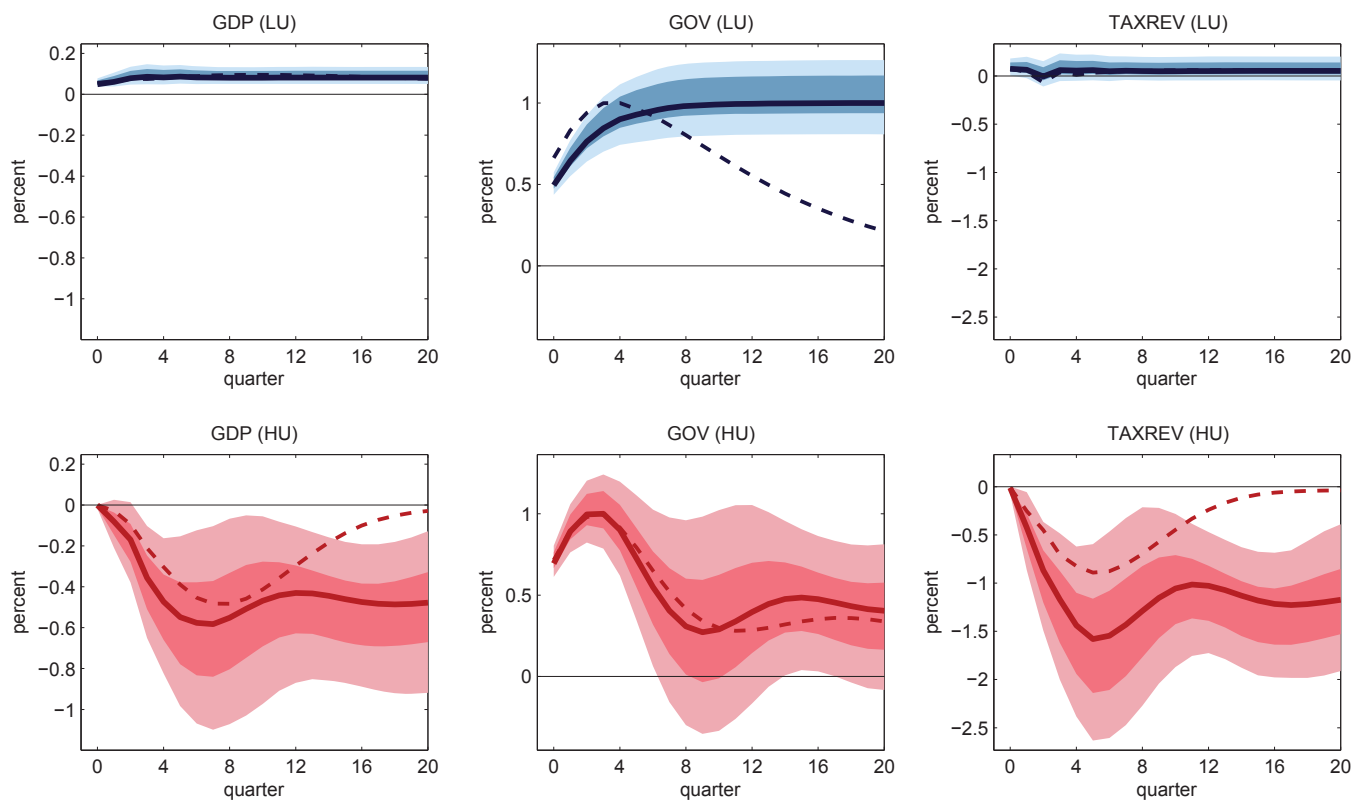 GDP (LU)
GOV (LU)
TAXREV (LU)
percent
0.2
0
−0.2
−0.4
−0.6
−0.8
−1
0 4 8 12 16 20
quarter
percent
1
0.5
0
0 4 8 12 16 20
quarter
percent
0
−0.5
−1
−1.5
−2
−2.5
0 4 8 12 16 20
quarter
GDP (HU)
GOV (HU)
TAXREV (HU)
percent
0.2
0
−0.2
−0.4
−0.6
−0.8
−1
0 4 8 12 16 20
quarter
percent
1
0.5
0
0 4 8 12 16 20
quarter
percent
0
−0.5
−1
−1.5
−2
−2.5
0 4 8 12 16 20
quarter